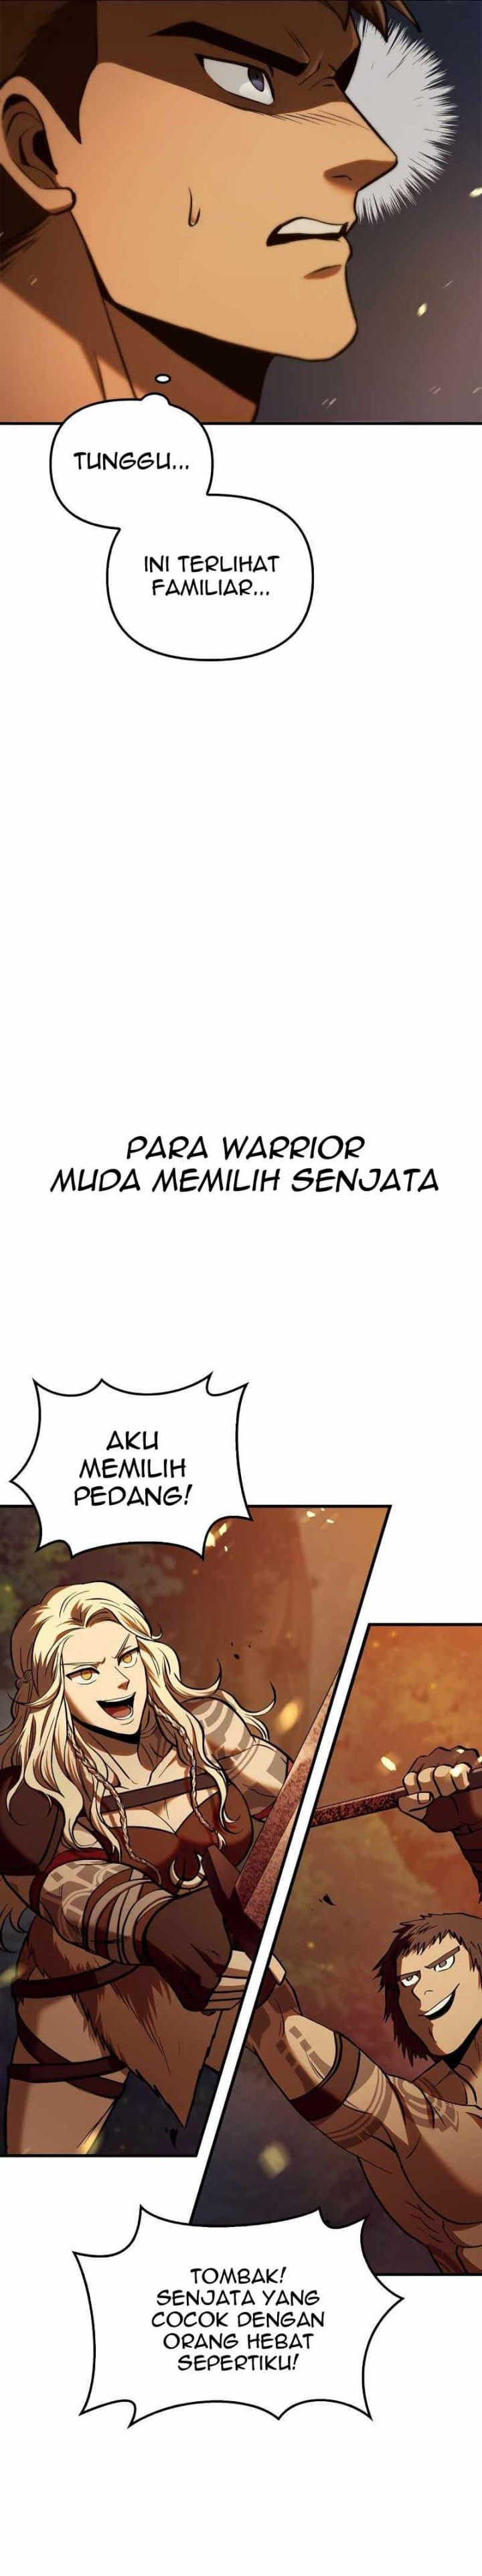 TUNGGU...
INI TERLIHAT
FAMILIAR...
PARA WARRIOR
MUDA MEMILIH SENJATA
AKU
MEMILIH
PEDANG!
TOMBAK!
SENJATA YANG
COCOK DENGAN
ORANG HEBAT
SEPERTIKU!